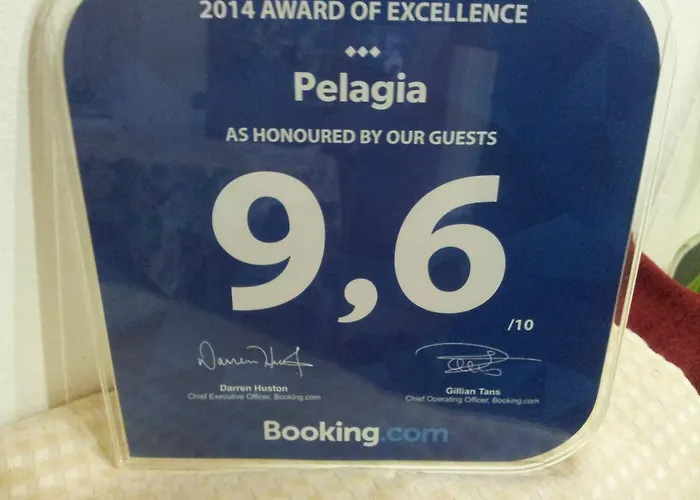 2014 AWARD OF EXCELLENCE
Pelagia
AS HONOURED BY OUR GUESTS
9,6
/10
Darren Huston
Chief Executive Officer, Booking.com
Gillian Tans
Chief Operating Officer, Booking.com
Booking.com